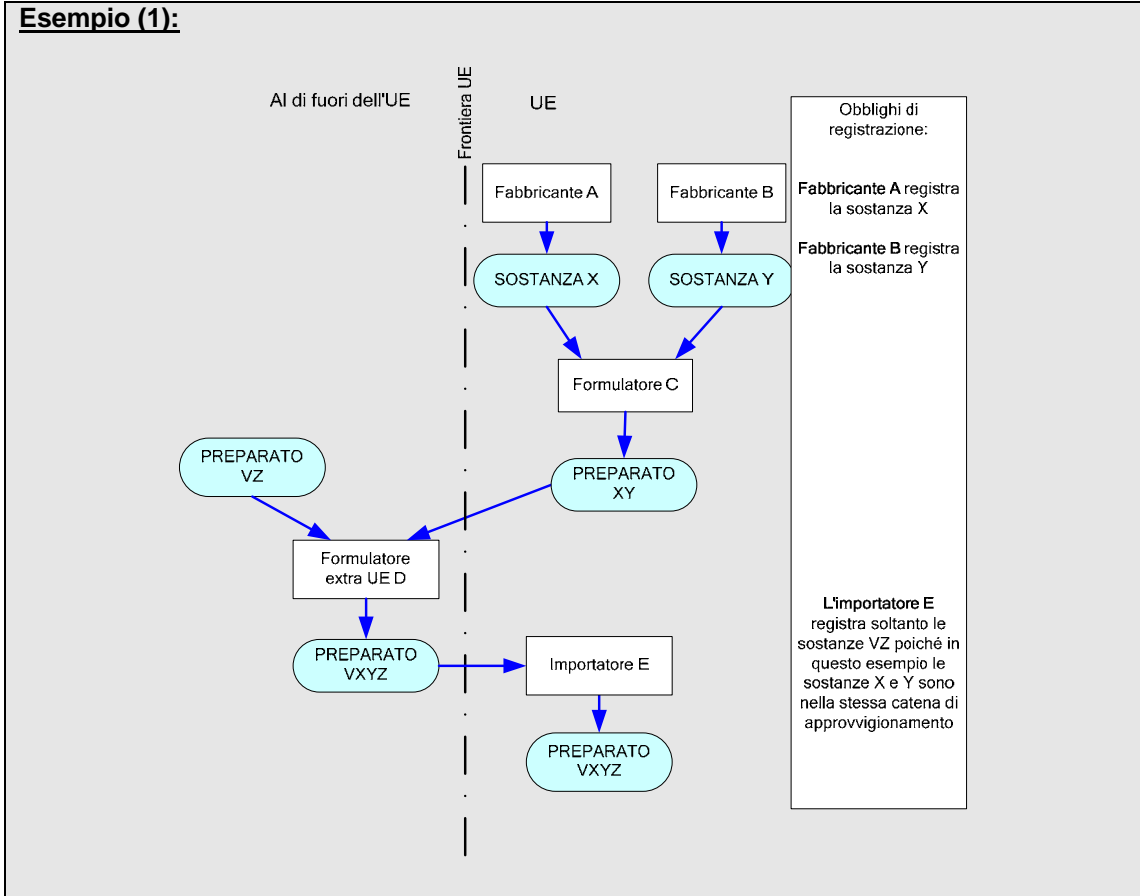 Esempio (1):
Al di fuori dell'UE
Frontiera UE
UE
Fabbricante A
Fabbricante B
SOSTANZA X
SOSTANZA Y
Formulatore C
PREPARATO
VZ
PREPARATO
XY
Formulatore
extra UE D
PREPARATO
VXYZ
Importatore E
PREPARATO
VXYZ
Obblighi di
registrazione:
Fabbricante A registra
la sostanza X
Fabbricante B registra
la sostanza Y
L'importatore E
registra soltanto le
sostanze VZ poiché in
questo esempio le
sostanze X e Y sono
nella stessa catena di
approvvigionamento